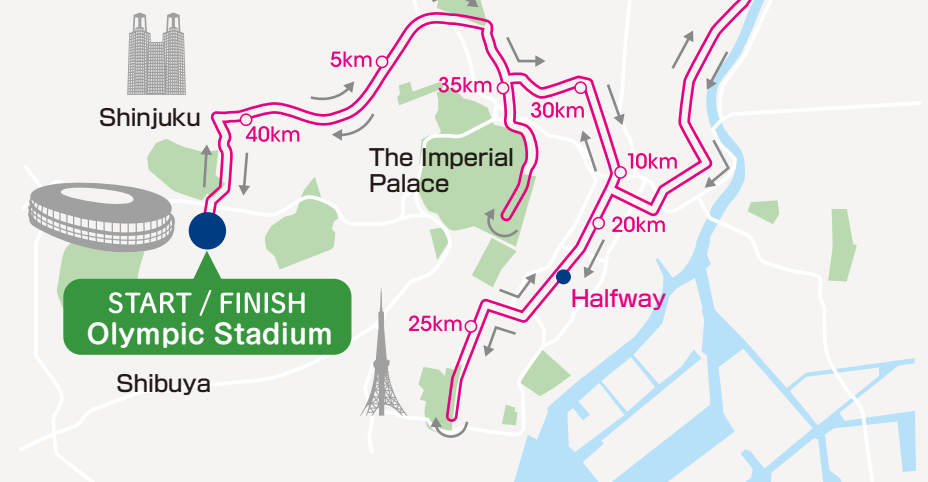 5km
35km
30km
Shinjuku
40km
The Imperial
Palace
10km
20km
Halfway
START / FINISH
Olympic Stadium
25km
Shibuya